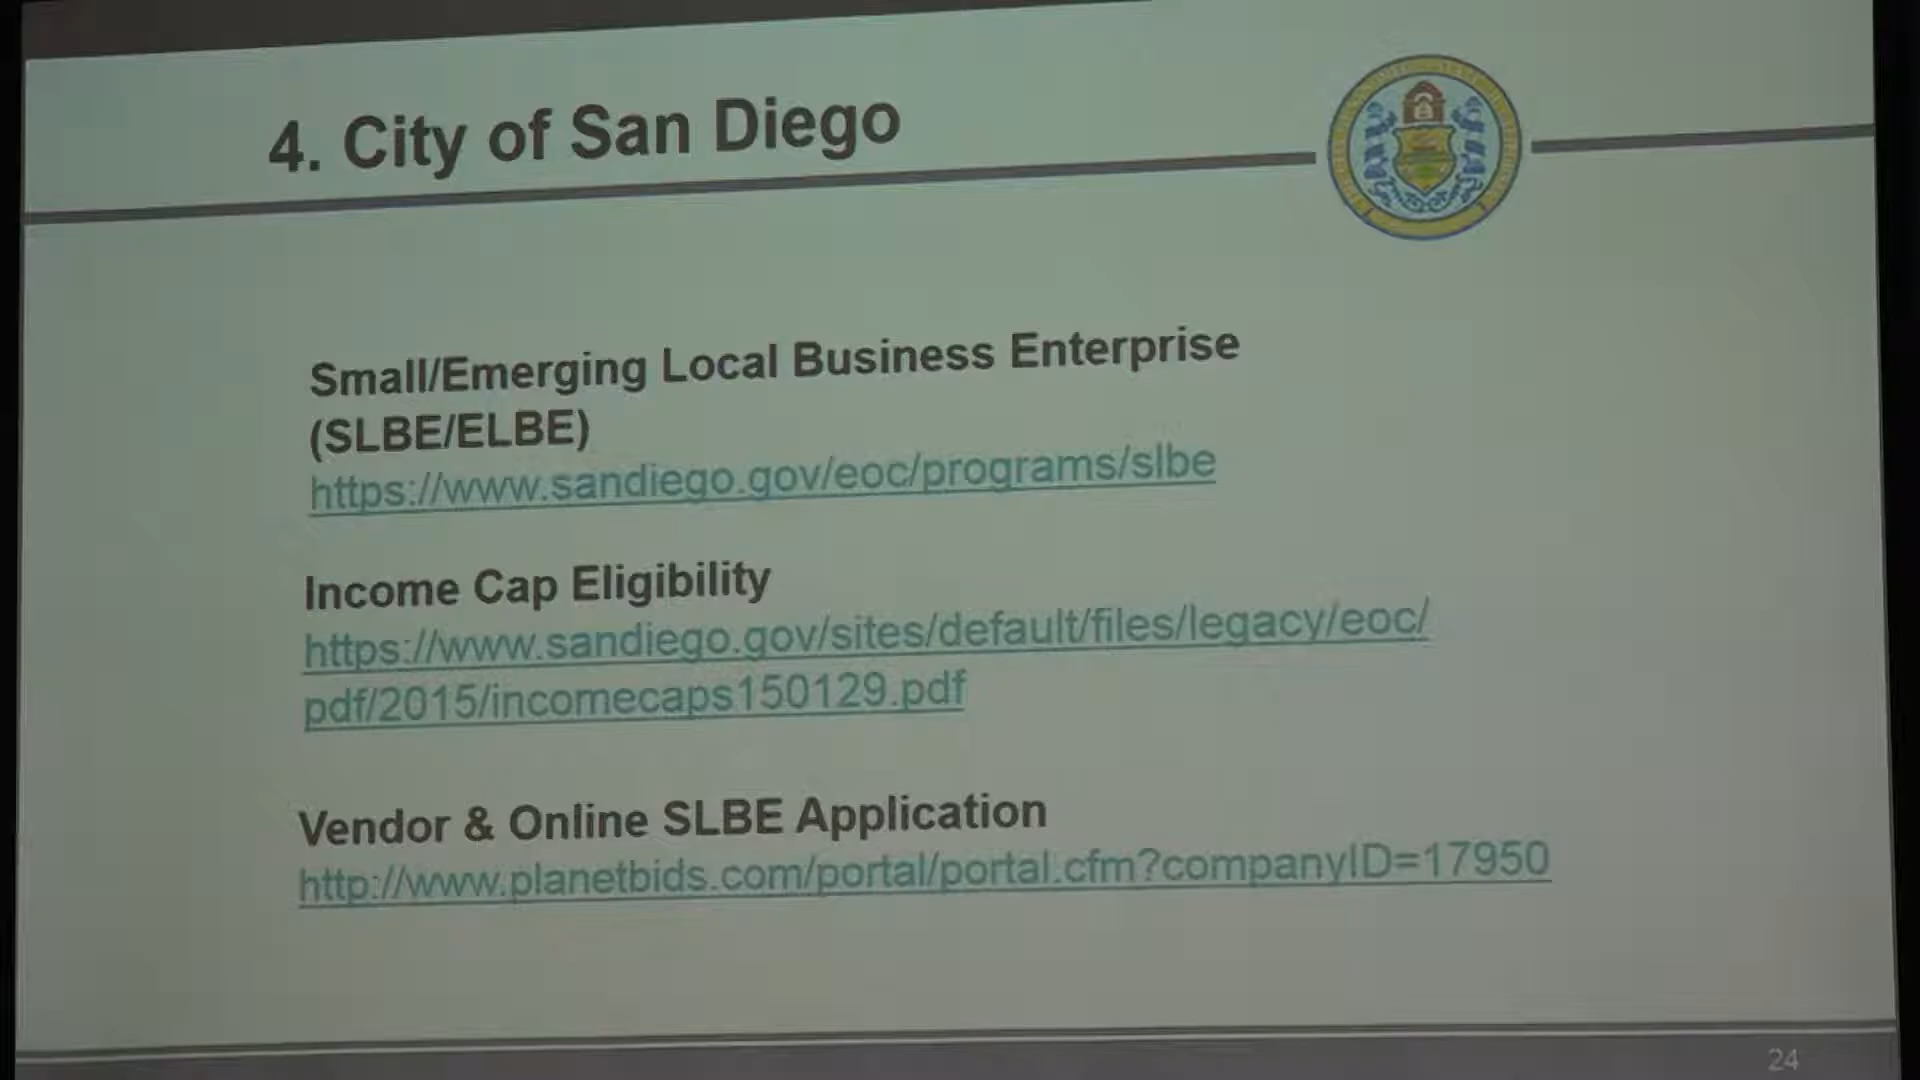 4. City of San Diego
Small/Emerging Local Business Enterprise
(SLBE/ELBE)
https://www.sandiego.gov/eoc/programs/slbe
Income Cap Eligibility
https://www.sandiego.gov/sites/default/files/legacy/eoc/
pdf/2015/incomecaps150129.pdf
Vendor & Online SLBE Application
http://www.planetbids.com/portal/portal.cfm?companyID=17950
24